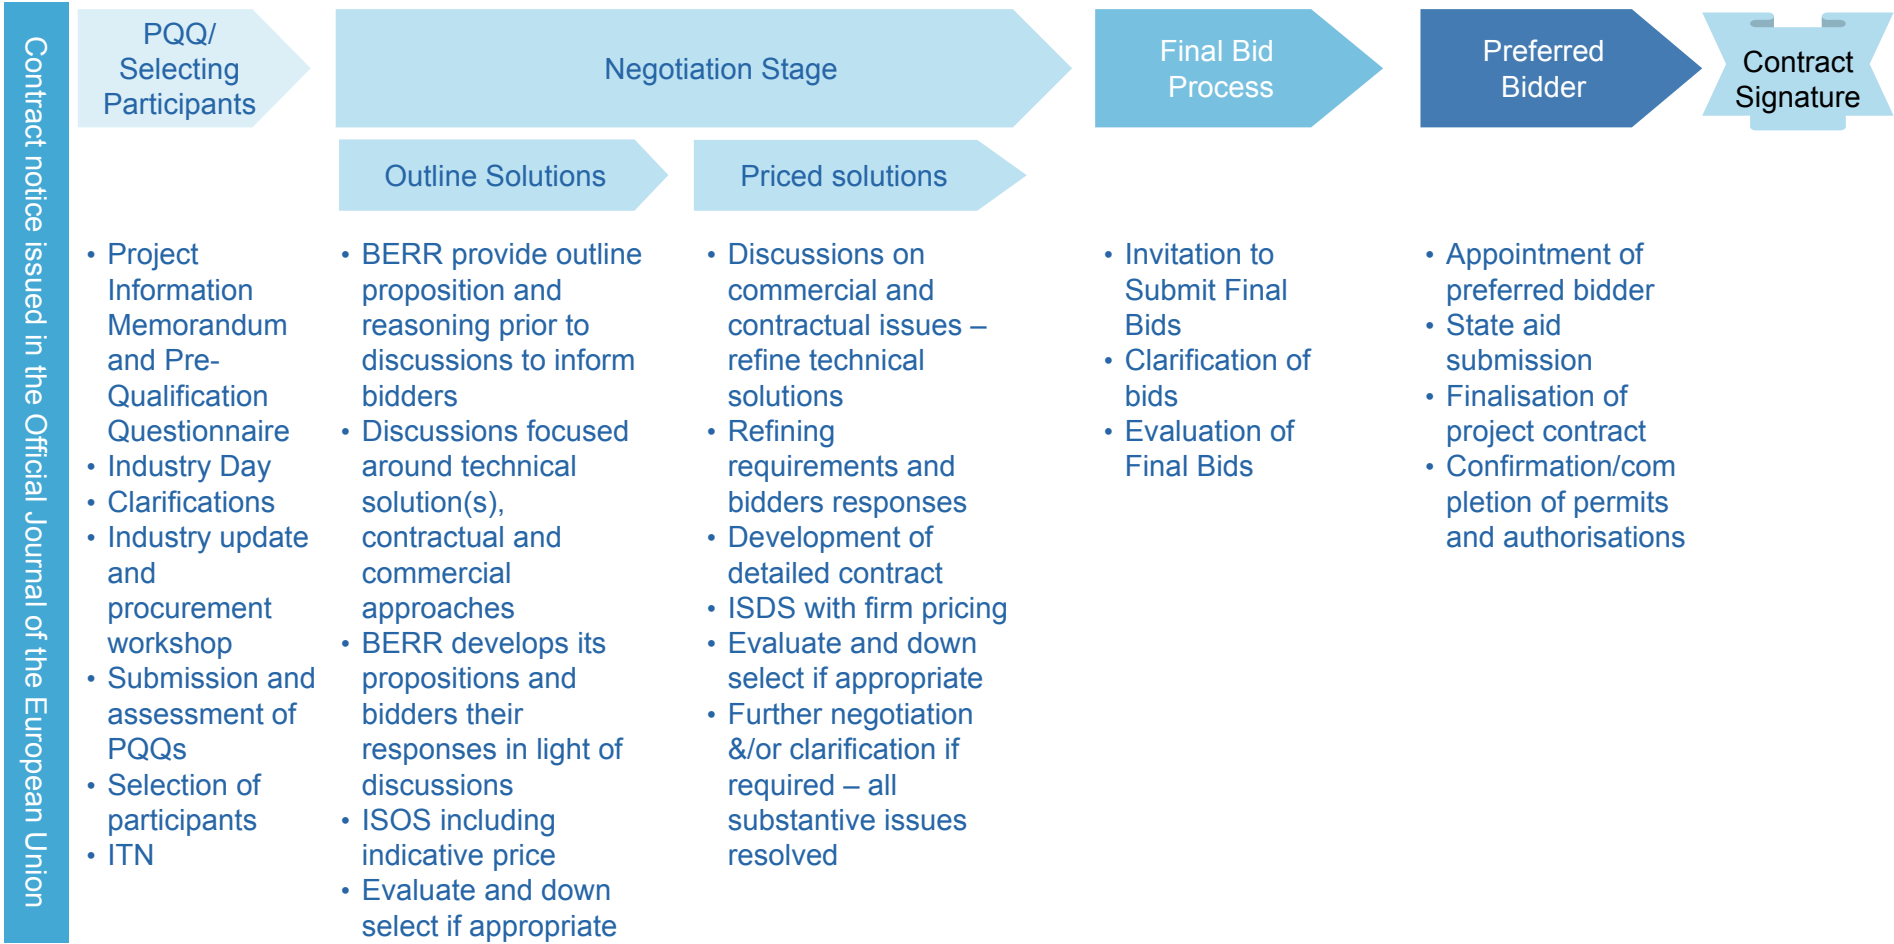 Contract notice issued in the Official Journal of the European Union
PQQ/
Selecting
Participants
Negotiation Stage
Final Bid
Process
Preferred
Bidder
Contract
Signature
Outline Solutions
Priced solutions
• Project
Information
Memorandum
and Pre-
Qualification
Questionnaire
• Industry Day
• Clarifications
• Industry update
and
procurement
workshop
• Submission and
assessment of
PQQs
• Selection of
participants
• ITN
• BERR provide outline
proposition and
reasoning prior to
discussions to inform
bidders
• Discussions focused
around technical
solution(s),
contractual and
commercial
approaches
• BERR develops its
propositions and
bidders their
responses in light of
discussions
• ISOS including
indicative price
• Evaluate and down
select if appropriate
• Discussions on
commercial and
contractual issues –
refine technical
solutions
• Refining
requirements and
bidders responses
• Development of
detailed contract
• ISDS with firm pricing
• Evaluate and down
select if appropriate
• Further negotiation
&/or clarification if
required – all
substantive issues
resolved
• Invitation to
Submit Final
Bids
• Clarification of
bids
• Evaluation of
Final Bids
• Appointment of
preferred bidder
• State aid
submission
• Finalisation of
project contract
• Confirmation/com
pletion of permits
and authorisations